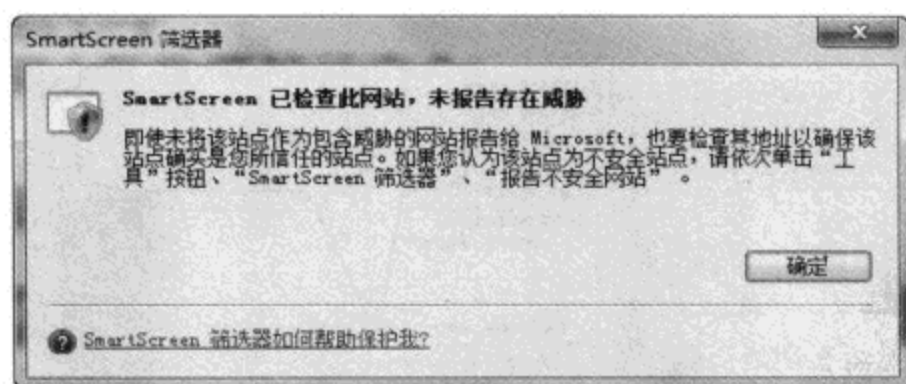 SmartScreen 筛选器
SmartScreen 已检查此网站，未报告存在威胁
即使未将该站点作为包含威胁的网站报告给 Microsoft，也要检查其地址以确保该
站点确实是您所信任的站点。如果您认为该站点为不安全站点，请依次单击“工
具”按钮、“SmartScreen 筛选器”、“报告不安全网站” 。
确定
SmartScreen 筛选器如何帮助保护我?